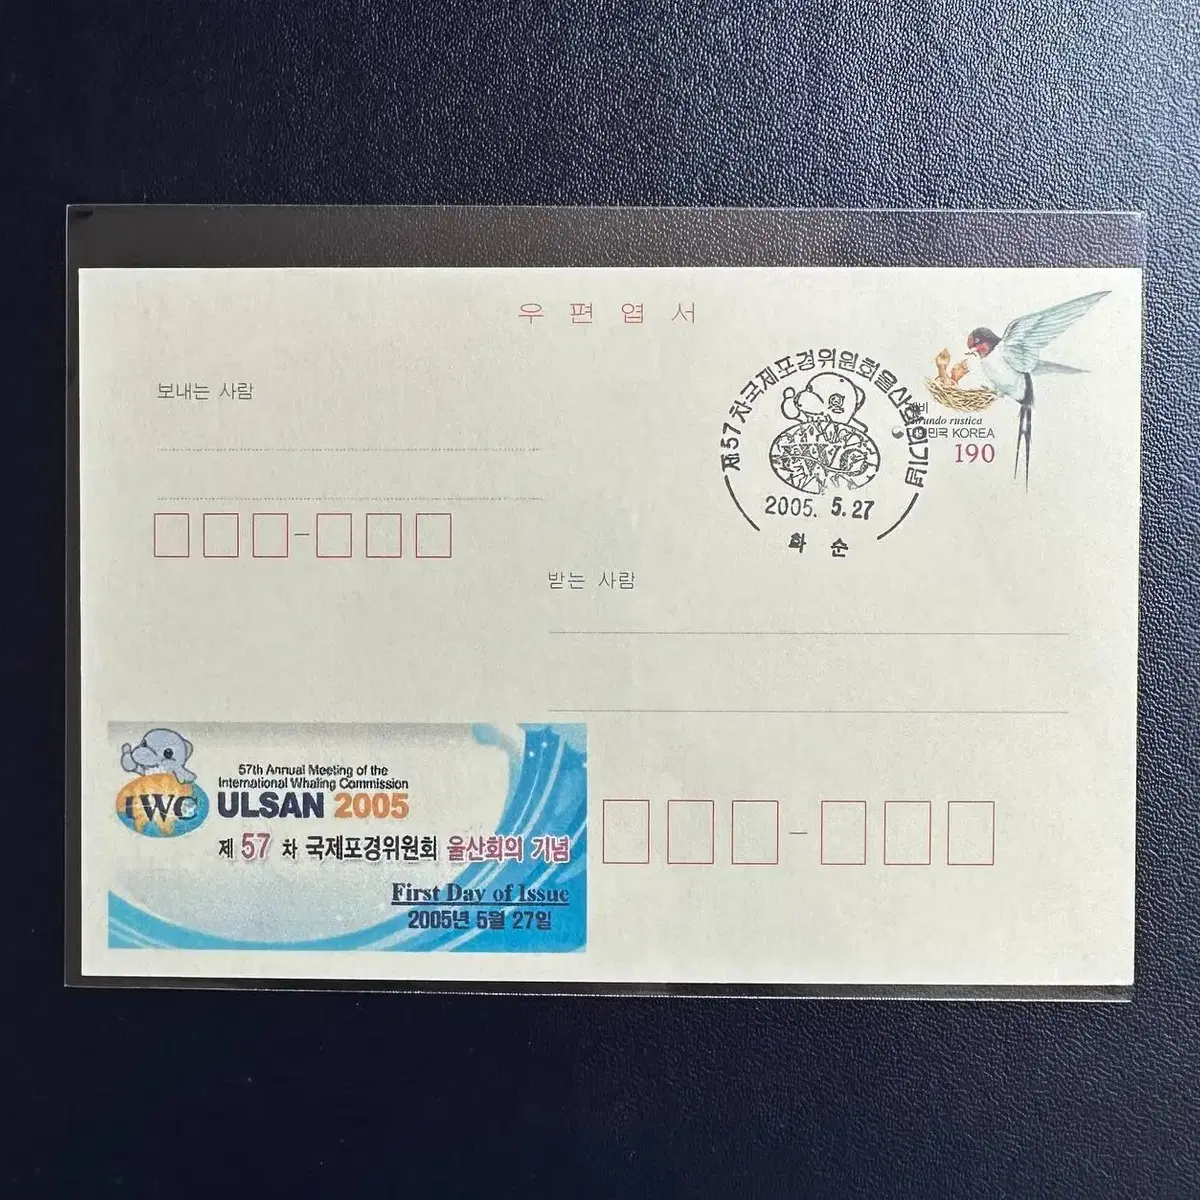 우편엽서
보내는 사람
제57차국제포경위원회울산회의기념
2005. 5. 27
화순
rustica
KOREA
190
받는 사람
57th Annual Meeting of the
International Whaling Commission
IWC
ULSAN 2005
제 57 차 국제포경위원회 울산회의 기념
First Day of Issue
2005년 5월 27일